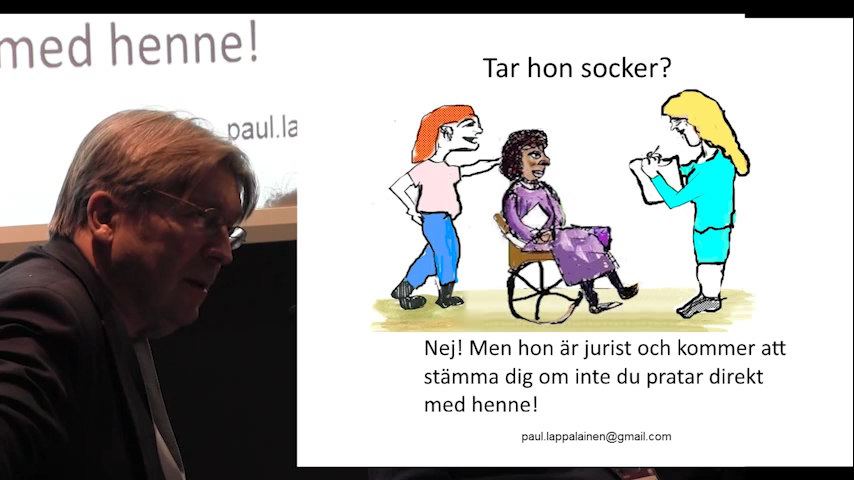 med henne!
paul.la
Tar hon socker?
Nej! Men hon är jurist och kommer att
stämma dig om inte du pratar direkt
med henne!
paul.lappalainen@gmail.com